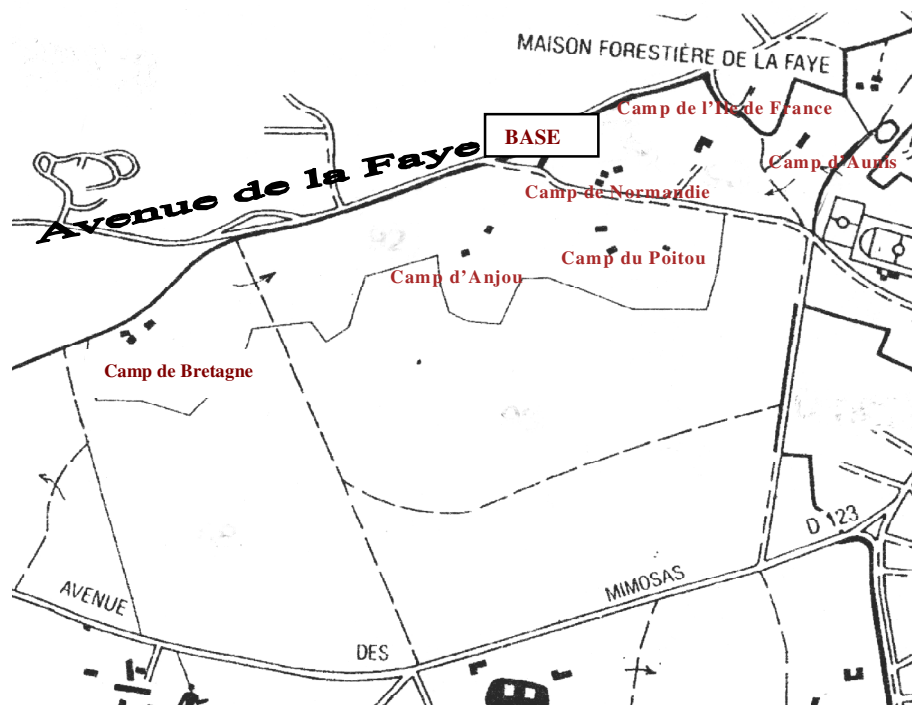 MAISON FORESTIÈRE DE LA FAYE
Camp de l'Ile de France
BASE
Avenue de la Faye
Camp d'Aunis
Camp de Normandie
Camp du Poitou
Camp d'Anjou
Camp de Bretagne
D 123
AVENUE DES MIMOSAS